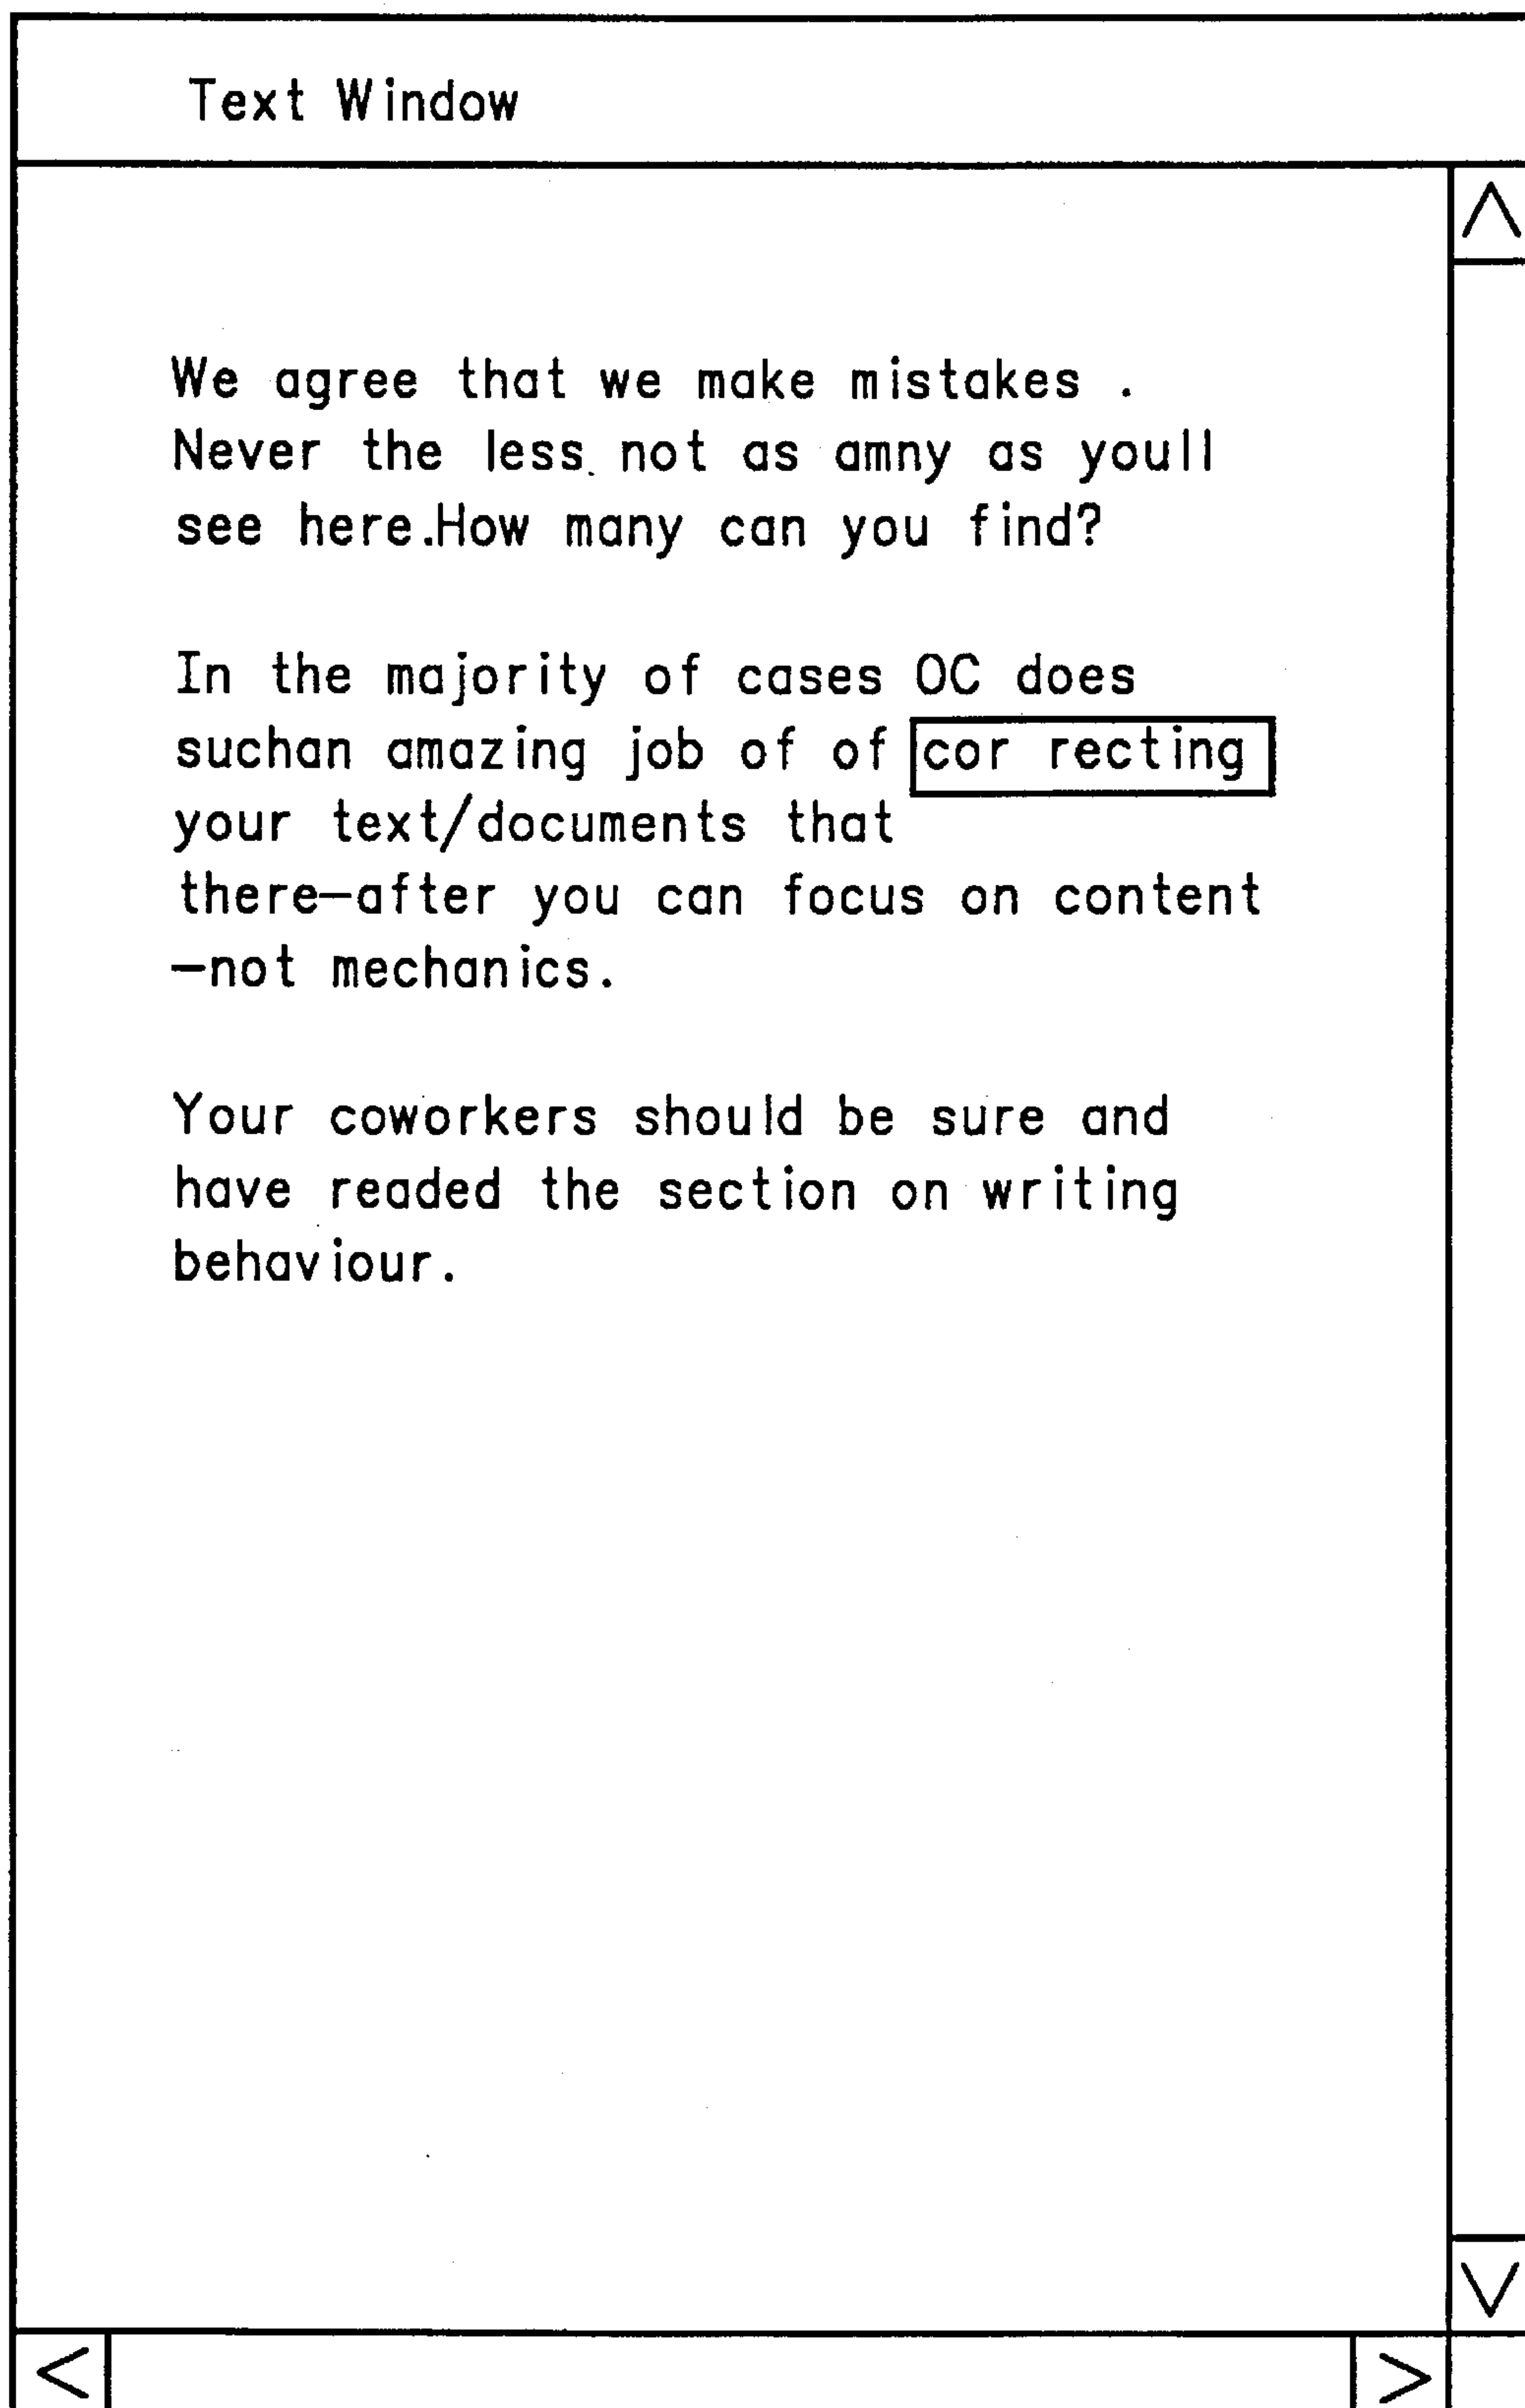 Text Window
We agree that we make mistakes .
Never the less not as amny as youll
see here.How many can you find?
In the majority of cases OC does
suchan amazing job of of cor recting
your text/documents that
there—after you can focus on content
—not mechanics.
Your coworkers should be sure and
have readed the section on writing
behaviour.